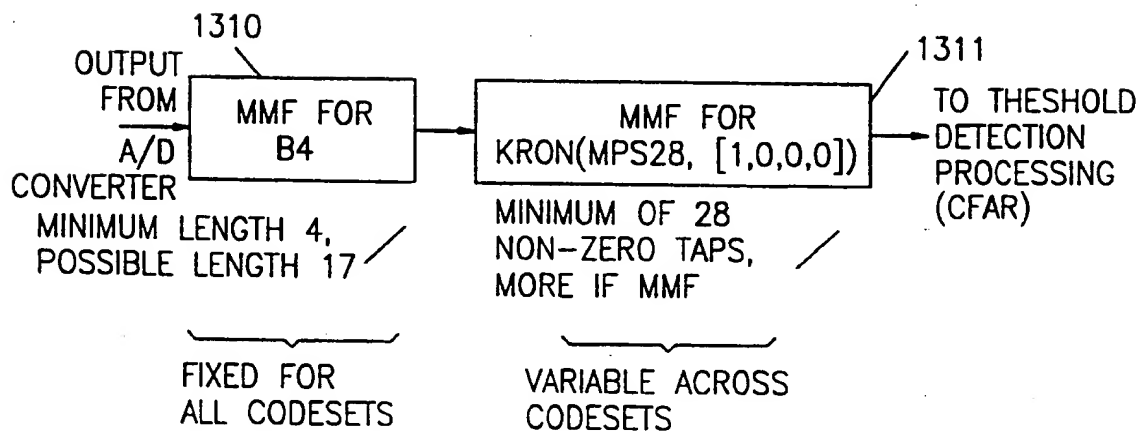 1310
OUTPUT
FROM
A/D
CONVERTER
MMF FOR
B4
MINIMUM LENGTH 4,
POSSIBLE LENGTH 17
FIXED FOR
ALL CODESETS
1311
MMF FOR
KRON(MPS28, [1,0,0,0])
MINIMUM OF 28
NON-ZERO TAPS,
MORE IF MMF
VARIABLE ACROSS
CODESETS
TO THESHOLD
DETECTION
PROCESSING
(CFAR)